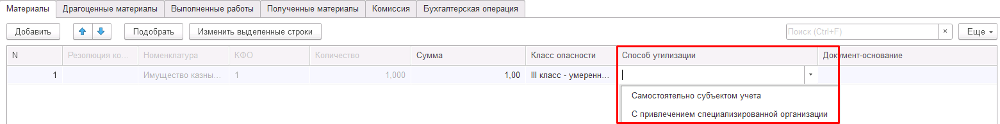 Материалы Драгоценные материалы Выполненные работы Полученные материалы Комиссия Бухгалтерская операция
Добавить Подобрать Изменить выделенные строки Поиск (Ctrl+F) × Еще
N Резолюция ко... Номенклатура КФО Количество Сумма Класс опасности Способ утилизации Документ-основание
1 Имущество казны... 1 1,000 1,00 III класс - умеренн...
Самостоятельно субъектом учета
С привлечением специализированной организации